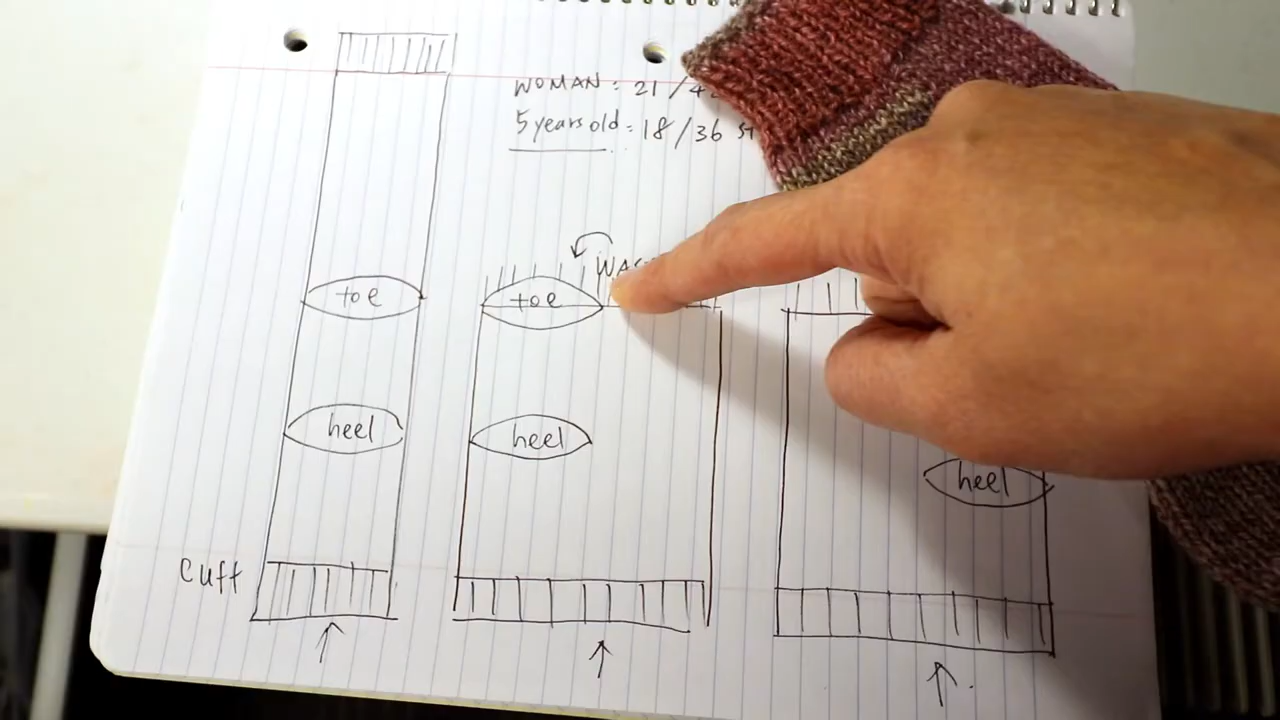 WOMAN: 21/4
5 years old = 18/36 ST
toe
toe
heel
heel
heel
cuff